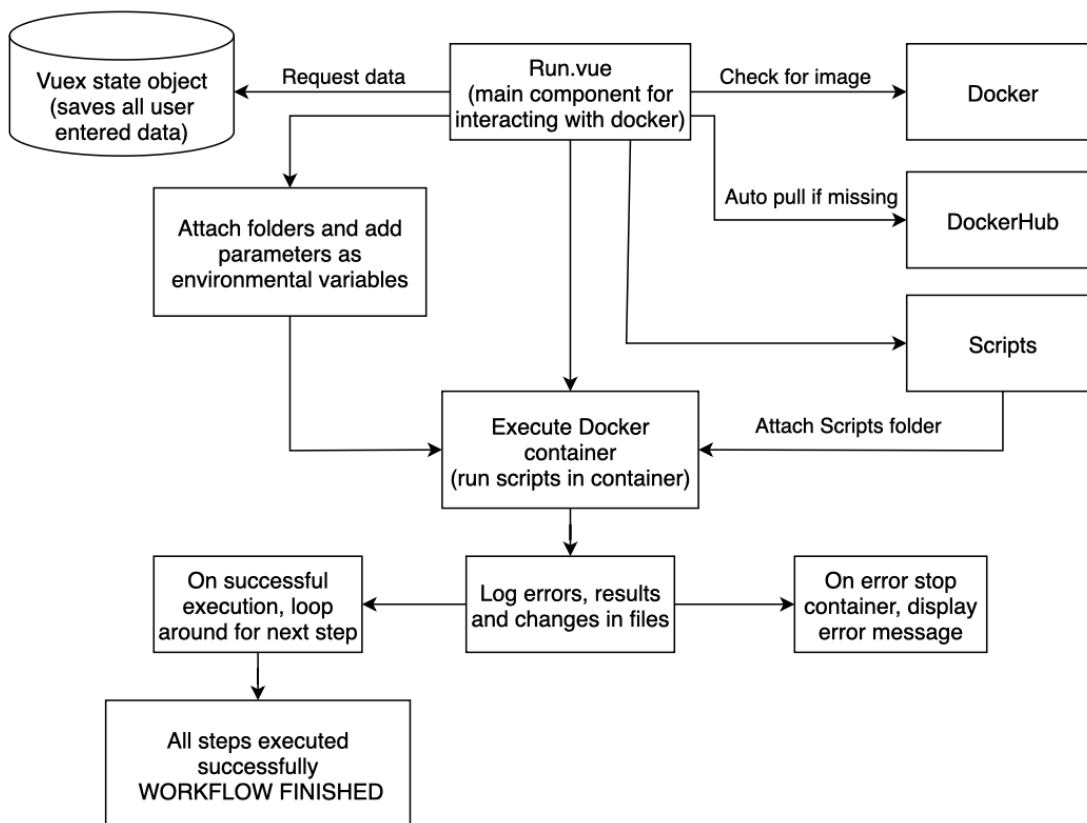 Vuex state object
(saves all user
entered data)
Request data
Run.vue
(main component for
interacting with docker)
Check for image
Docker
Attach folders and add
parameters as
environmental variables
Auto pull if missing
DockerHub
Scripts
Execute Docker
container
(run scripts in container)
Attach Scripts folder
On successful
execution, loop
around for next step
Log errors, results
and changes in files
On error stop
container, display
error message
All steps executed
successfully
WORKFLOW FINISHED